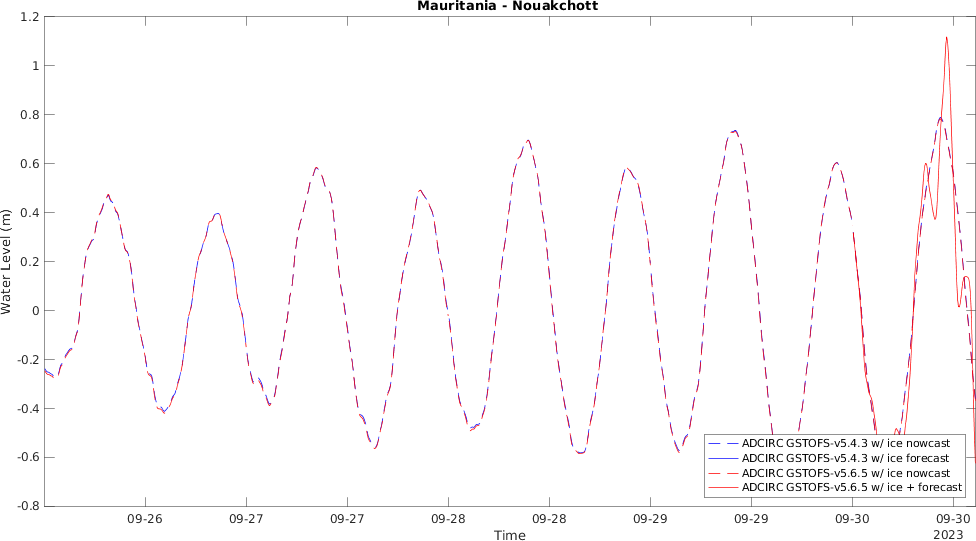 Mauritania - Nouakchott
1.2
1
0.8
0.6
0.4
0.2
0
-0.2
-0.4
-0.6
-0.8
Water Level (m)
ADCIRC GSTOFS-v5.4.3 w/ ice nowcast
ADCIRC GSTOFS-v5.4.3 w/ ice forecast
ADCIRC GSTOFS-v5.6.5 w/ ice nowcast
ADCIRC GSTOFS-v5.6.5 w/ ice + forecast
09-26 09-27 09-27 09-28 09-28 09-29 09-29 09-30 09-30
2023
Time